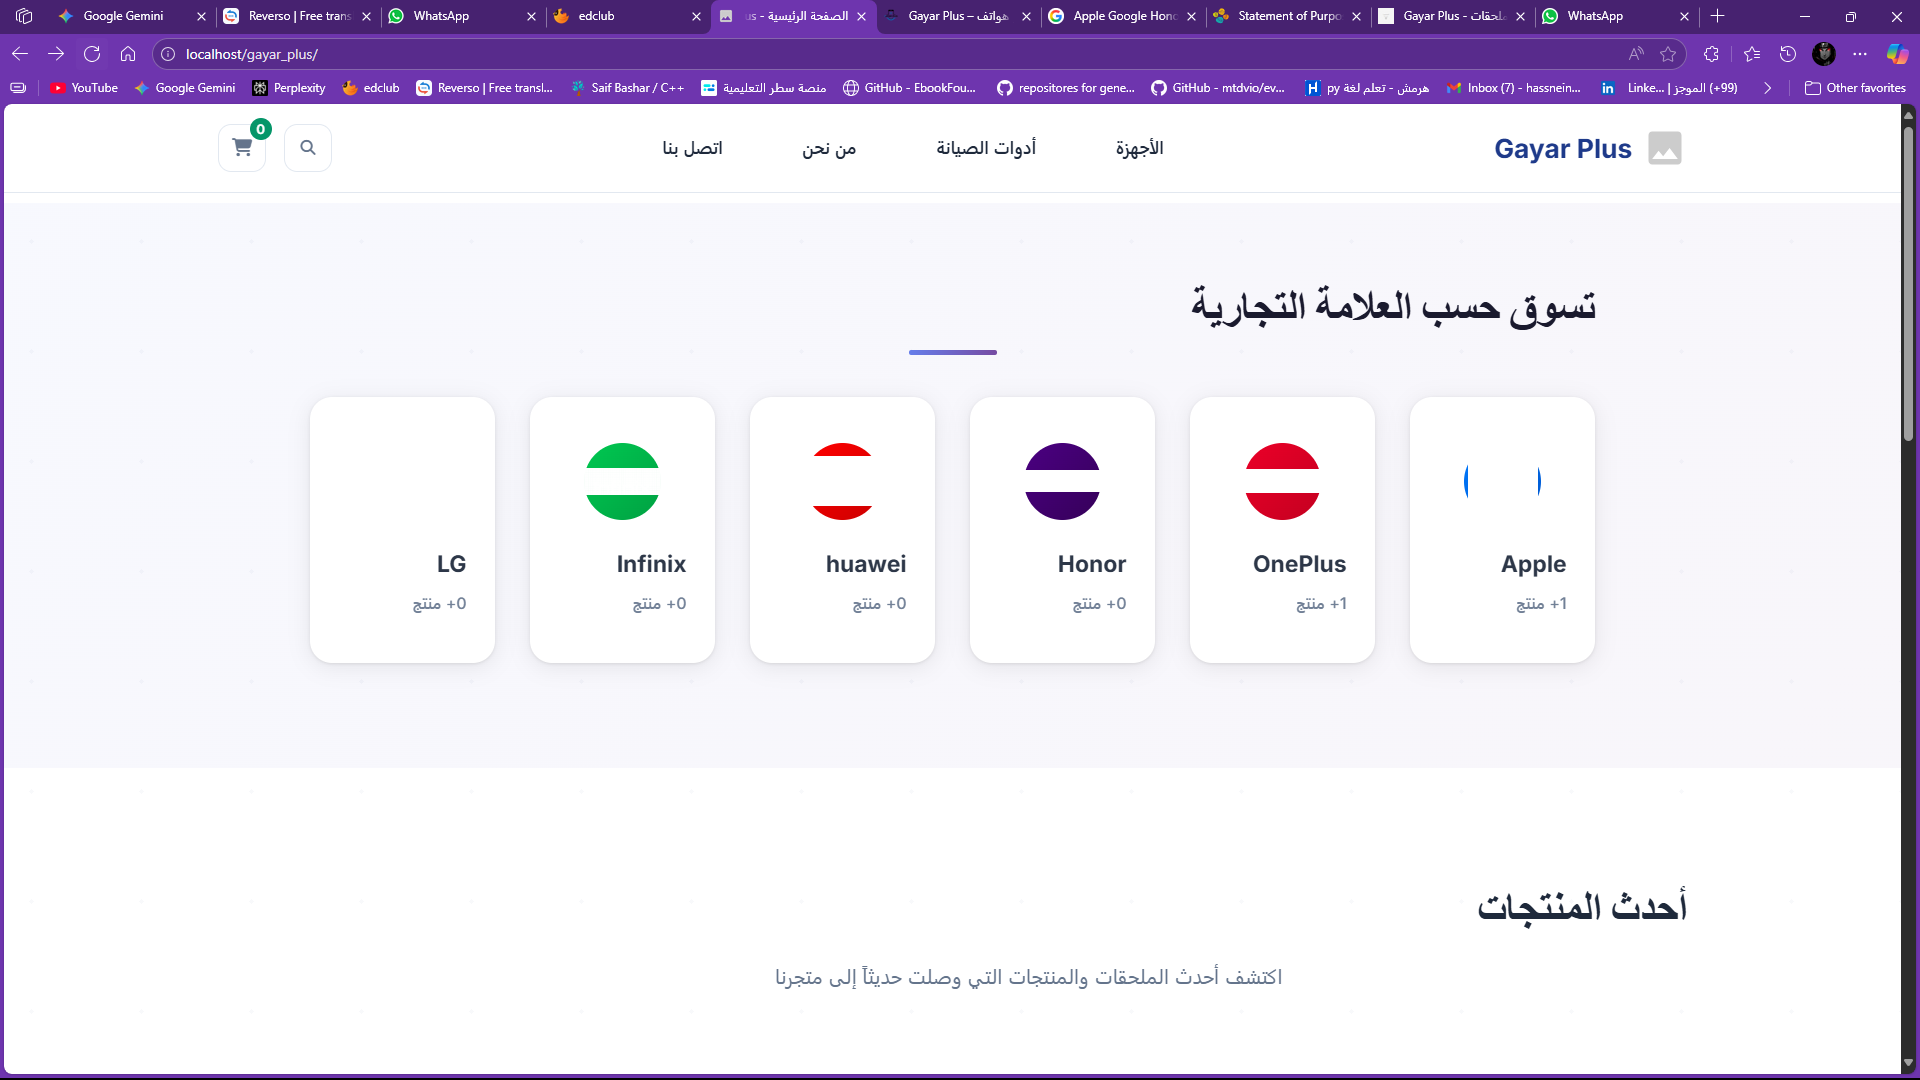 Google Gemini
Reverso | Free trans
WhatsApp
edclub
الصفحة الرئيسية - us
Gayar Plus – هواتف
Apple Google Hono
Statement of Purpo
Gayar Plus - ملحقات
WhatsApp
localhost/gayar_plus/
YouTube
Google Gemini
Perplexity
edclub
Reverso | Free transl...
Saif Bashar / C++
منصة سطر التعليمية
GitHub - EbookFou...
repositores for gene...
GitHub - mtdvio/ev...
هرمش - تعلم لغة py
Inbox (7) - hassnein...
(99+) الموجز | Linke...
Other favorites
Gayar Plus
الأجهزة
أدوات الصيانة
من نحن
اتصل بنا
0
تسوق حسب العلامة التجارية
Apple
1+ منتج
OnePlus
1+ منتج
Honor
0+ منتج
huawei
0+ منتج
Infinix
0+ منتج
LG
0+ منتج
أحدث المنتجات
اكتشف أحدث الملحقات والمنتجات التي وصلت حديثاً إلى متجرنا